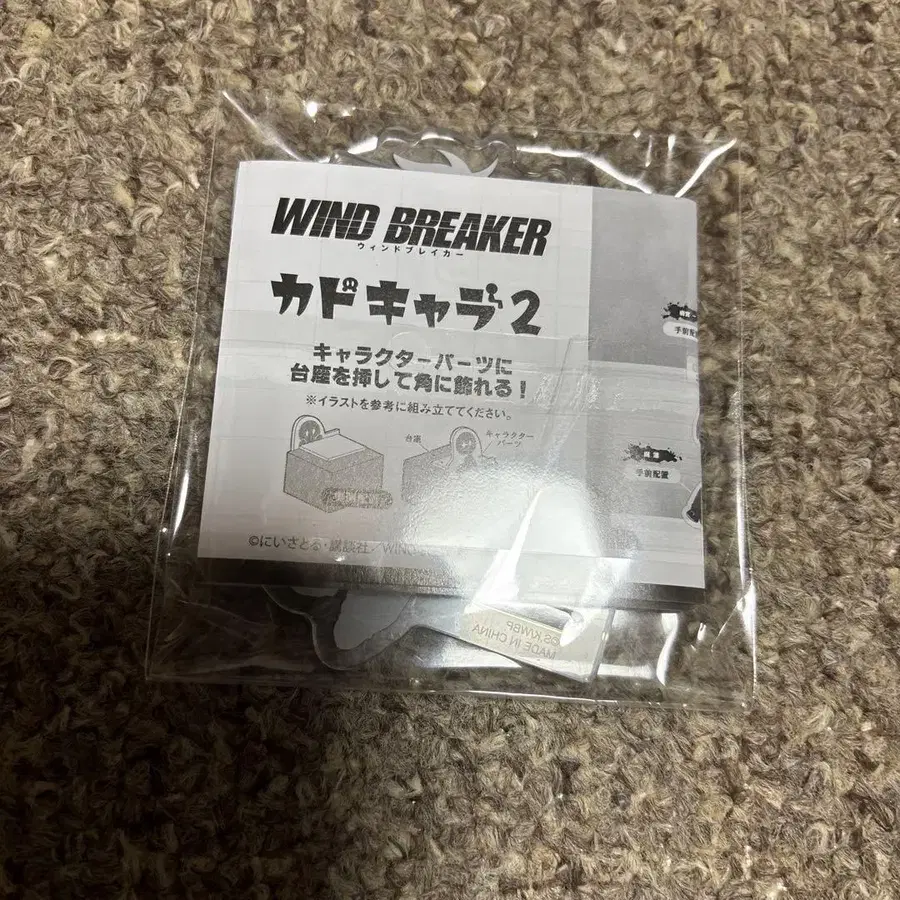 WIND BREAKER
ウィンドブレイカー
カドキャラ2
キャラクターパーツに
台座を挿して角に飾れる!
※イラストを参考に組み立ててください。
台座
キャラクター
パーツ
©にいさとる・講談社/WIND
手前配
手前配置
MADE IN CHINA